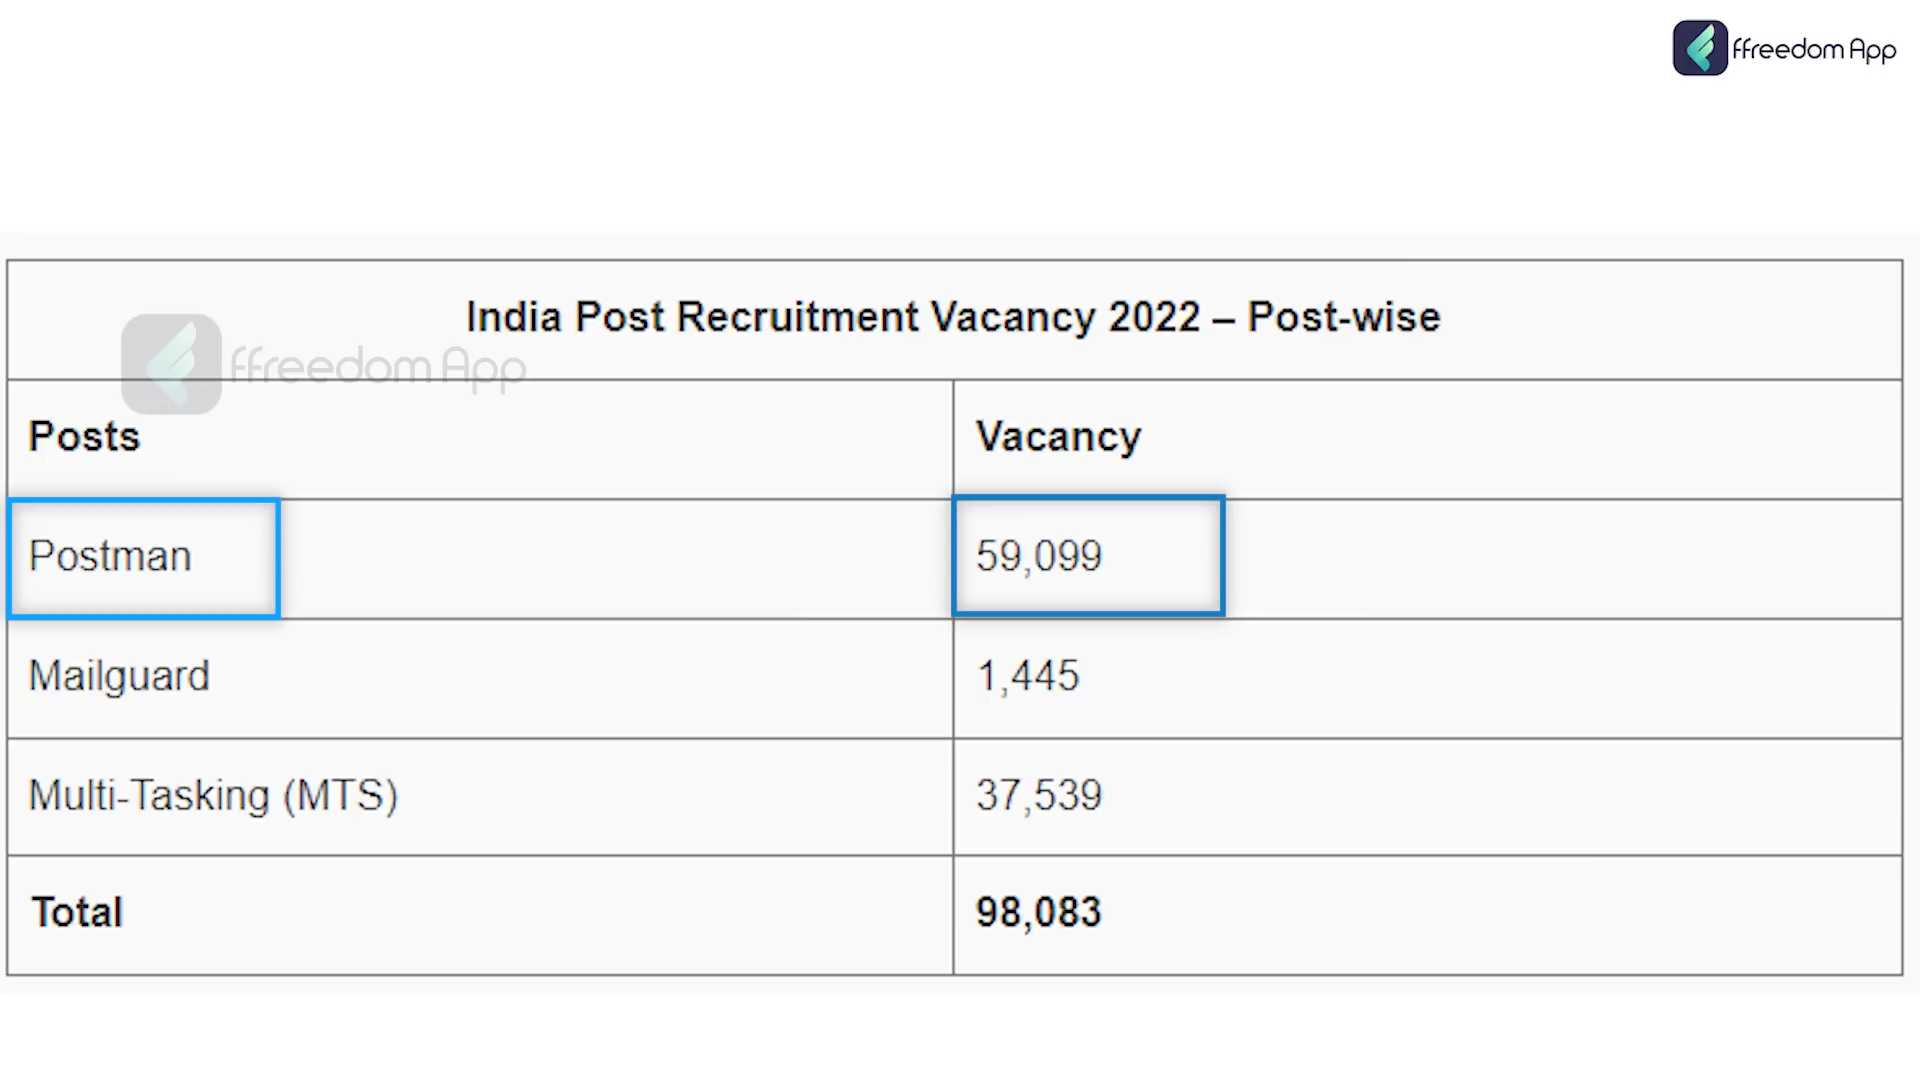 ffreedom App
India Post Recruitment Vacancy 2022 – Post-wise
ffreedom App
Posts Vacancy
Postman 59,099
Mailguard 1,445
Multi-Tasking (MTS) 37,539
Total 98,083